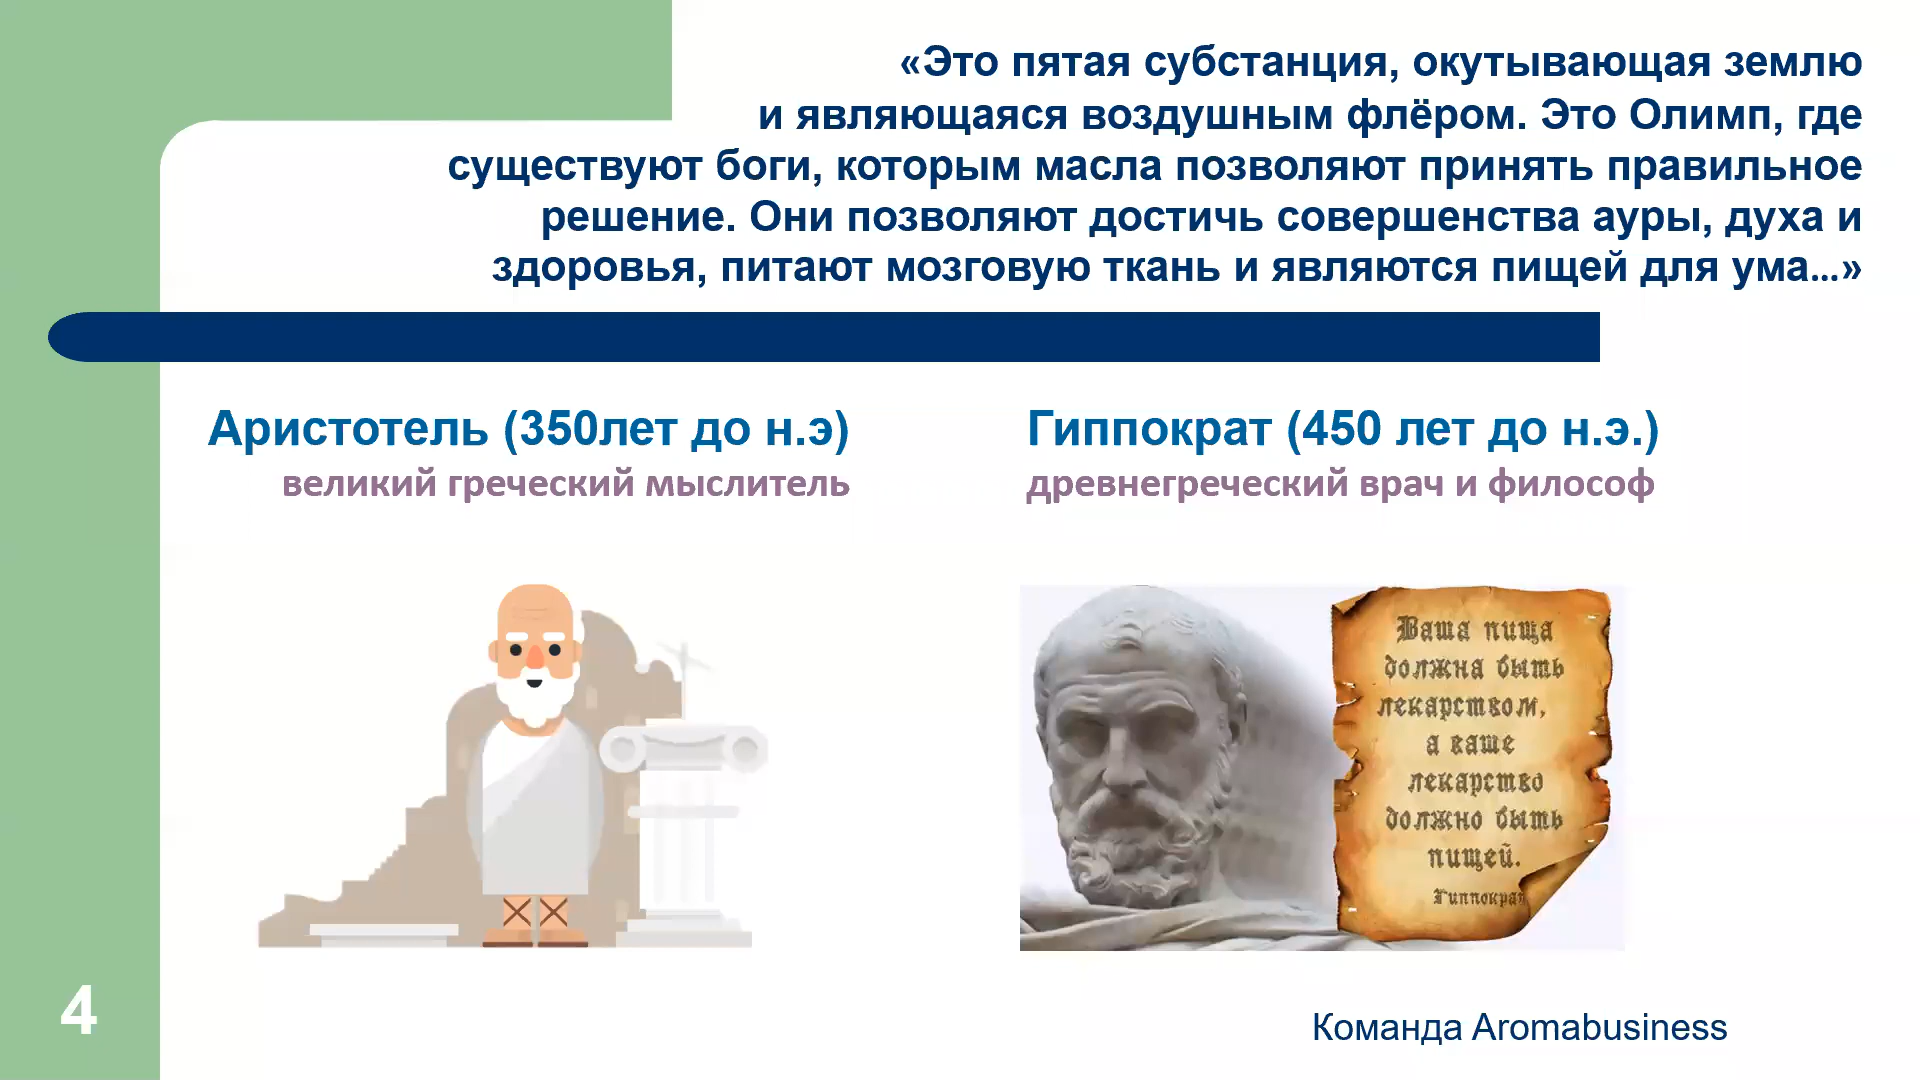 «Это пятая субстанция, окутывающая землю
и являющаяся воздушным флёром. Это Олимп, где
существуют боги, которым масла позволяют принять правильное
решение. Они позволяют достичь совершенства ауры, духа и
здоровья, питают мозговую ткань и являются пищей для ума...»
Аристотель (350лет до н.э)
великий греческий мыслитель
Гиппократ (450 лет до н.э.)
древнегреческий врач и философ
Ваша пища
должна быть
лекарством,
а ваше
лекарство
должно быть
пищей.
Гиппократ
4
Команда Aromabusiness